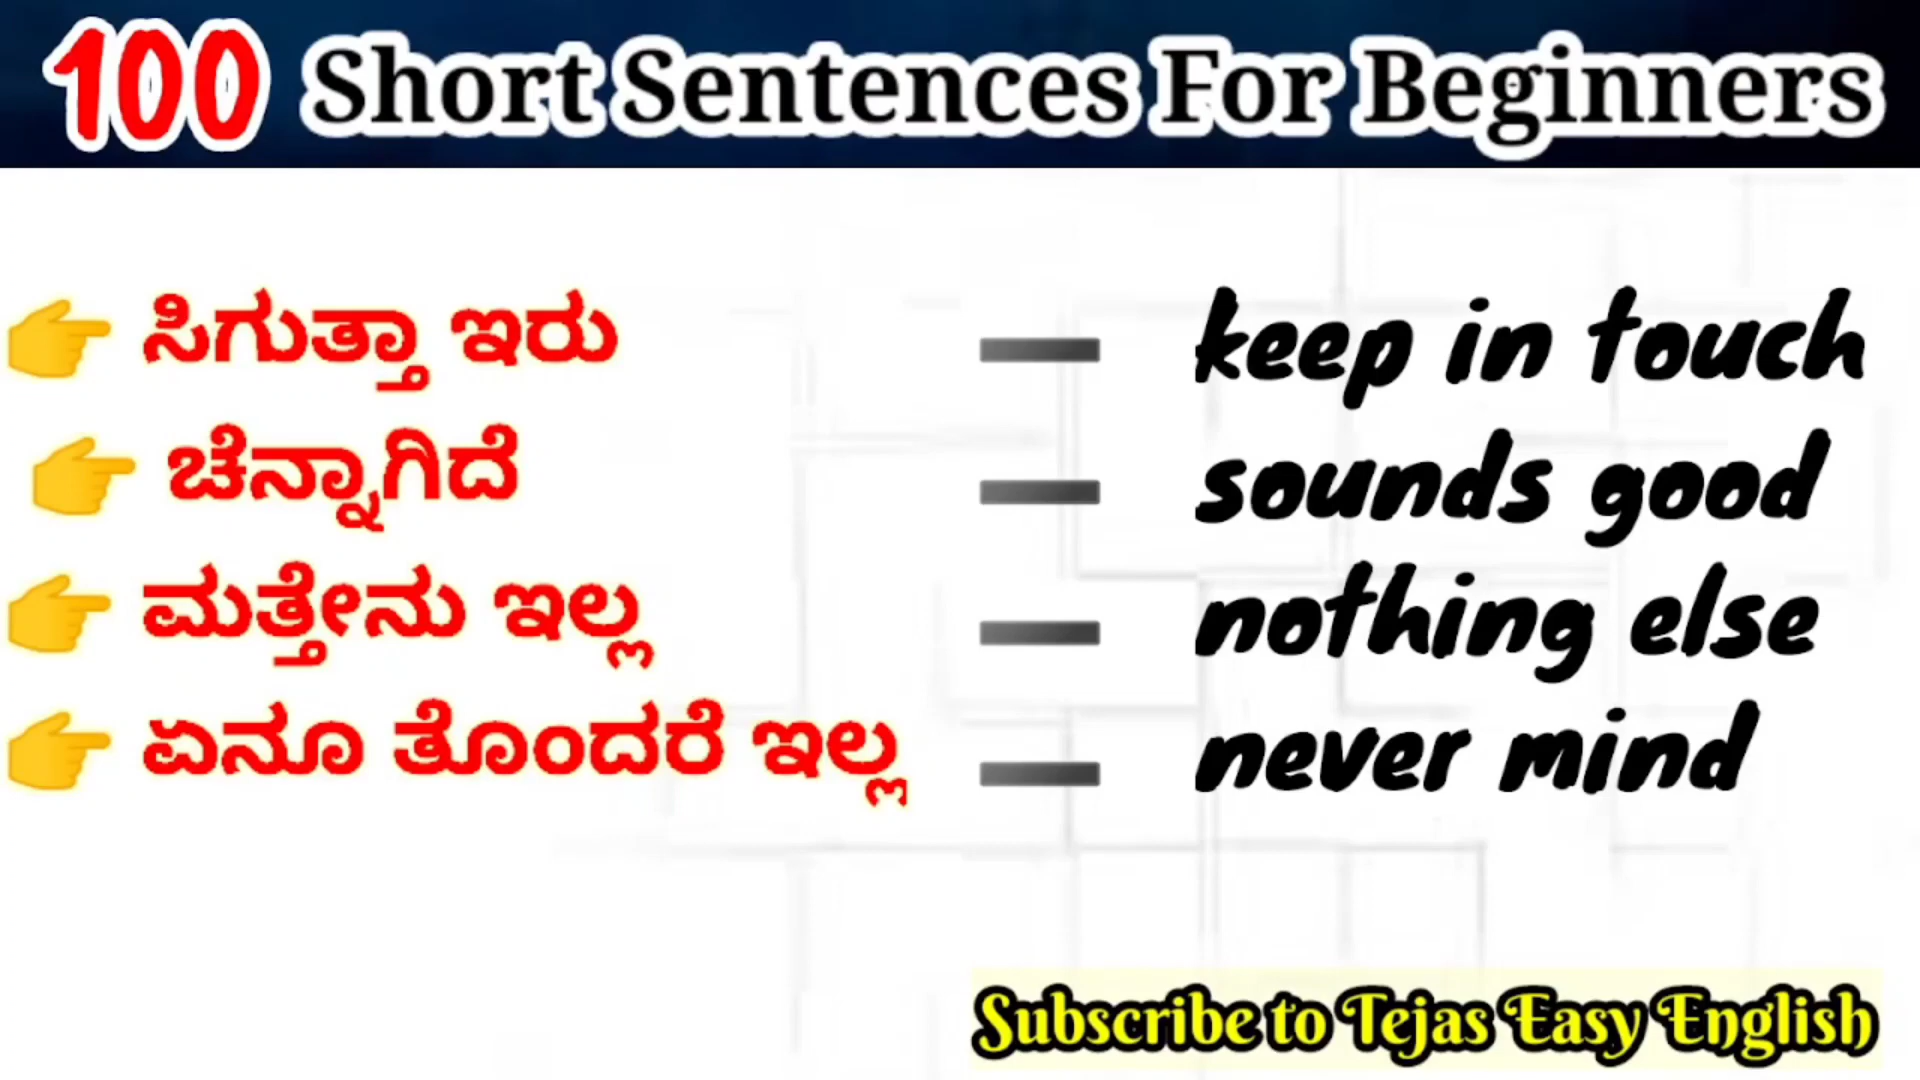 100 Short Sentences For Beginners
👉 ಸಿಗುತ್ತಾ ಇರು — keep in touch
👉 ಚೆನ್ನಾಗಿದೆ — sounds good
👉 ಮತ್ತೇನು ಇಲ್ಲ — nothing else
👉 ಏನೂ ತೊಂದರೆ ಇಲ್ಲ — never mind
Subscribe to Tejas Easy English